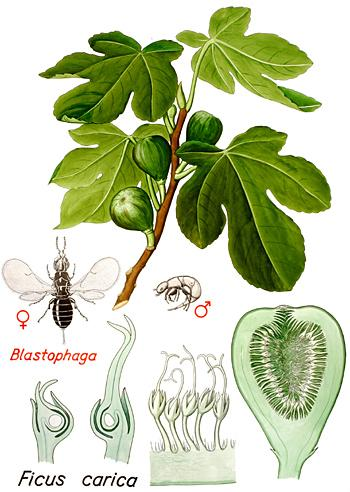 ♀
♂
Blastophaga
Ficus carica